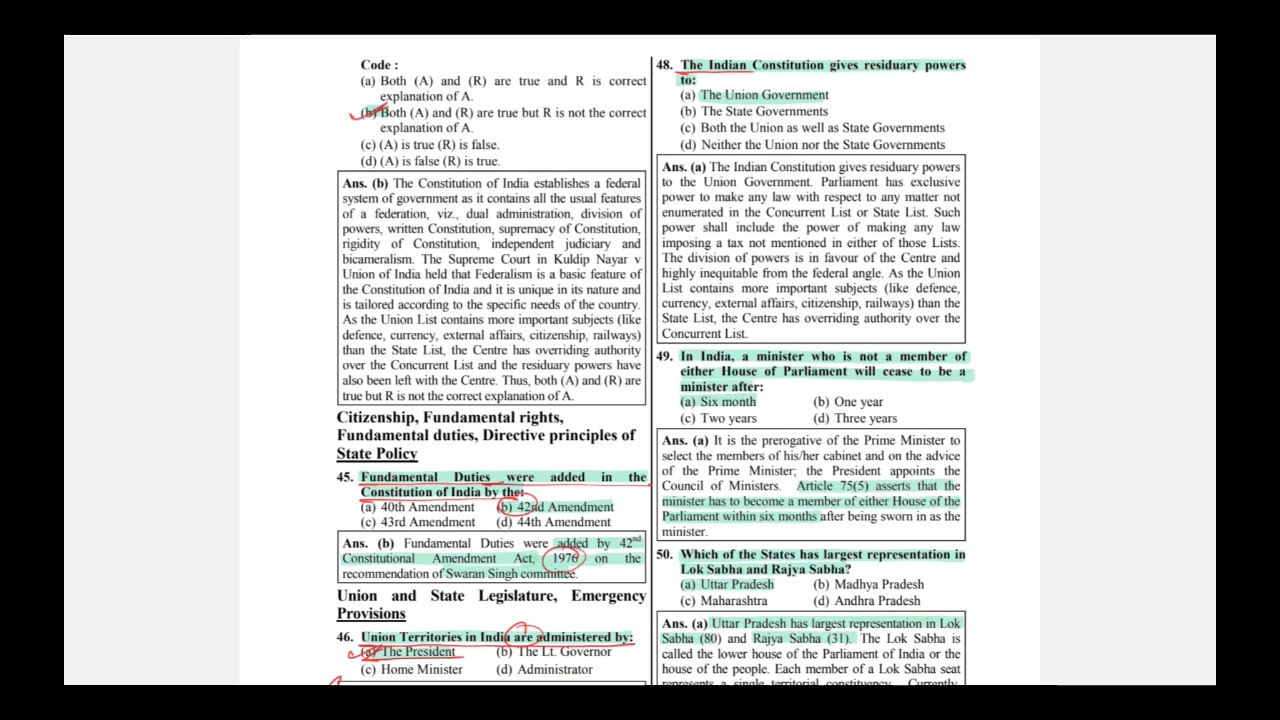 Code :
(a) Both (A) and (R) are true and R is correct
explanation of A.
(b) Both (A) and (R) are true but R is not the correct
explanation of A.
(c) (A) is true (R) is false.
(d) (A) is false (R) is true.
Ans. (b) The Constitution of India establishes a federal
system of government as it contains all the usual features
of a federation, viz., dual administration, division of
powers, written Constitution, supremacy of Constitution,
rigidity of Constitution, independent judiciary and
bicameralism. The Supreme Court in Kuldip Nayar v
Union of India held that Federalism is a basic feature of
the Constitution of India and it is unique in its nature and
is tailored according to the specific needs of the country.
As the Union List contains more important subjects (like
defence, currency, external affairs, citizenship, railways)
than the State List, the Centre has overriding authority
over the Concurrent List and the residuary powers have
also been left with the Centre. Thus, both (A) and (R) are
true but R is not the correct explanation of A.
Citizenship, Fundamental rights,
Fundamental duties, Directive principles of
State Policy
45. Fundamental Duties were added in the
Constitution of India by the:
(a) 40th Amendment (b) 42nd Amendment
(c) 43rd Amendment (d) 44th Amendment
Ans. (b) Fundamental Duties were added by 42nd
Constitutional Amendment Act, 1976 on the
recommendation of Swaran Singh committee.
Union and State Legislature, Emergency
Provisions
46. Union Territories in India are administered by:
(a) The President (b) The Lt. Governor
(c) Home Minister (d) Administrator
48. The Indian Constitution gives residuary powers
to:
(a) The Union Government
(b) The State Governments
(c) Both the Union as well as State Governments
(d) Neither the Union nor the State Governments
Ans. (a) The Indian Constitution gives residuary powers
to the Union Government. Parliament has exclusive
power to make any law with respect to any matter not
enumerated in the Concurrent List or State List. Such
power shall include the power of making any law
imposing a tax not mentioned in either of those Lists.
The division of powers is in favour of the Centre and
highly inequitable from the federal angle. As the Union
List contains more important subjects (like defence,
currency, external affairs, citizenship, railways) than the
State List, the Centre has overriding authority over the
Concurrent List.
49. In India, a minister who is not a member of
either House of Parliament will cease to be a
minister after:
(a) Six month (b) One year
(c) Two years (d) Three years
Ans. (a) It is the prerogative of the Prime Minister to
select the members of his/her cabinet and on the advice
of the Prime Minister; the President appoints the
Council of Ministers. Article 75(5) asserts that the
minister has to become a member of either House of the
Parliament within six months after being sworn in as the
minister.
50. Which of the States has largest representation in
Lok Sabha and Rajya Sabha?
(a) Uttar Pradesh (b) Madhya Pradesh
(c) Maharashtra (d) Andhra Pradesh
Ans. (a) Uttar Pradesh has largest representation in Lok
Sabha (80) and Rajya Sabha (31). The Lok Sabha is
called the lower house of the Parliament of India or the
house of the people. Each member of a Lok Sabha seat
represents a single territorial constituency. Currently,